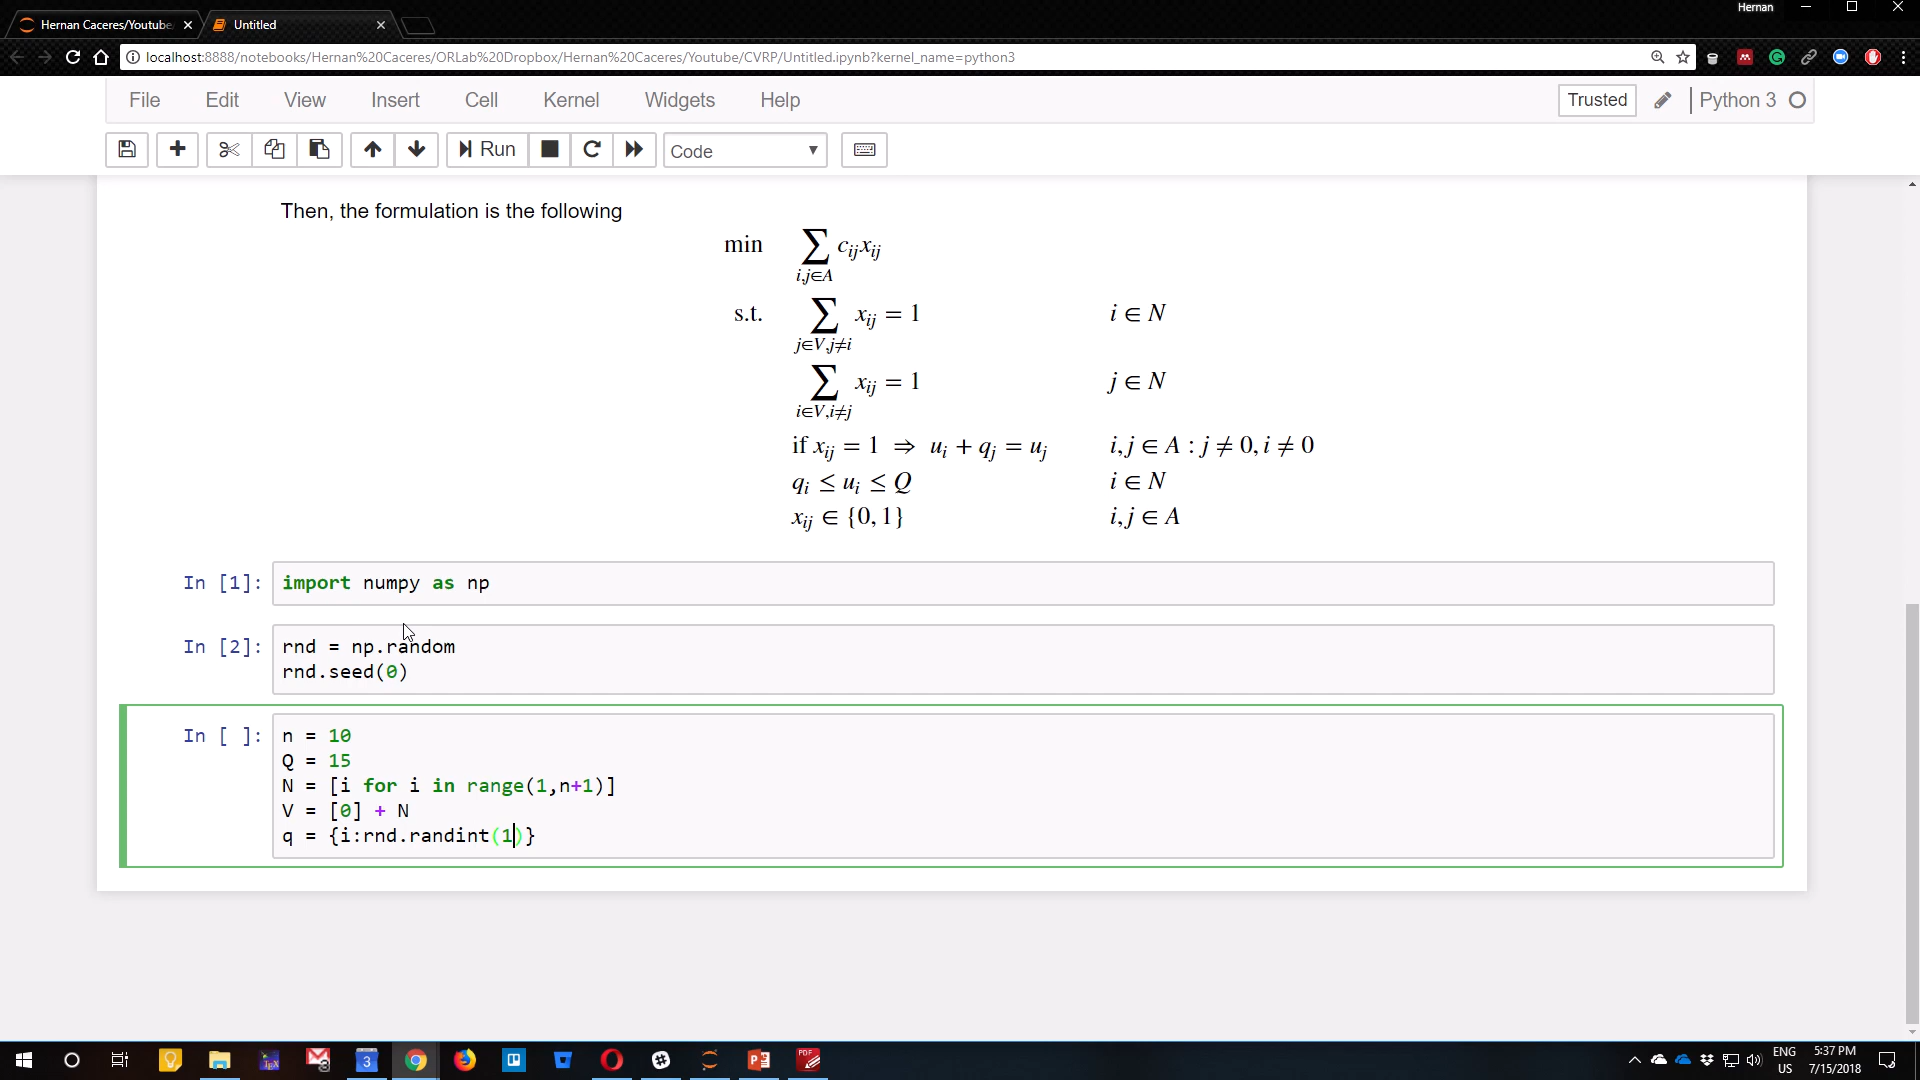 Hernan
Hernan Caceres/Youtube
Untitled
localhost:8888/notebooks/Hernan%20Caceres/ORLab%20Dropbox/Hernan%20Caceres/Youtube/CVRP/Untitled.ipynb?kernel_name=python3
File Edit View Insert Cell Kernel Widgets Help Trusted Python 3
Run Code
Then, the formulation is the following
min ∑ c_ij x_ij
i,j∈A
s.t. ∑ x_ij = 1 i ∈ N
j∈V,j≠i
∑ x_ij = 1 j ∈ N
i∈V,i≠j
if x_ij = 1 ⇒ u_i + q_j = u_j i, j ∈ A : j ≠ 0, i ≠ 0
q_i ≤ u_i ≤ Q i ∈ N
x_ij ∈ {0, 1} i, j ∈ A
In [1]: import numpy as np
In [2]: rnd = np.random
rnd.seed(0)
In [ ]: n = 10
Q = 15
N = [i for i in range(1,n+1)]
V = [0] + N
q = {i:rnd.randint(1)}
ENG 5:37 PM
US 7/15/2018